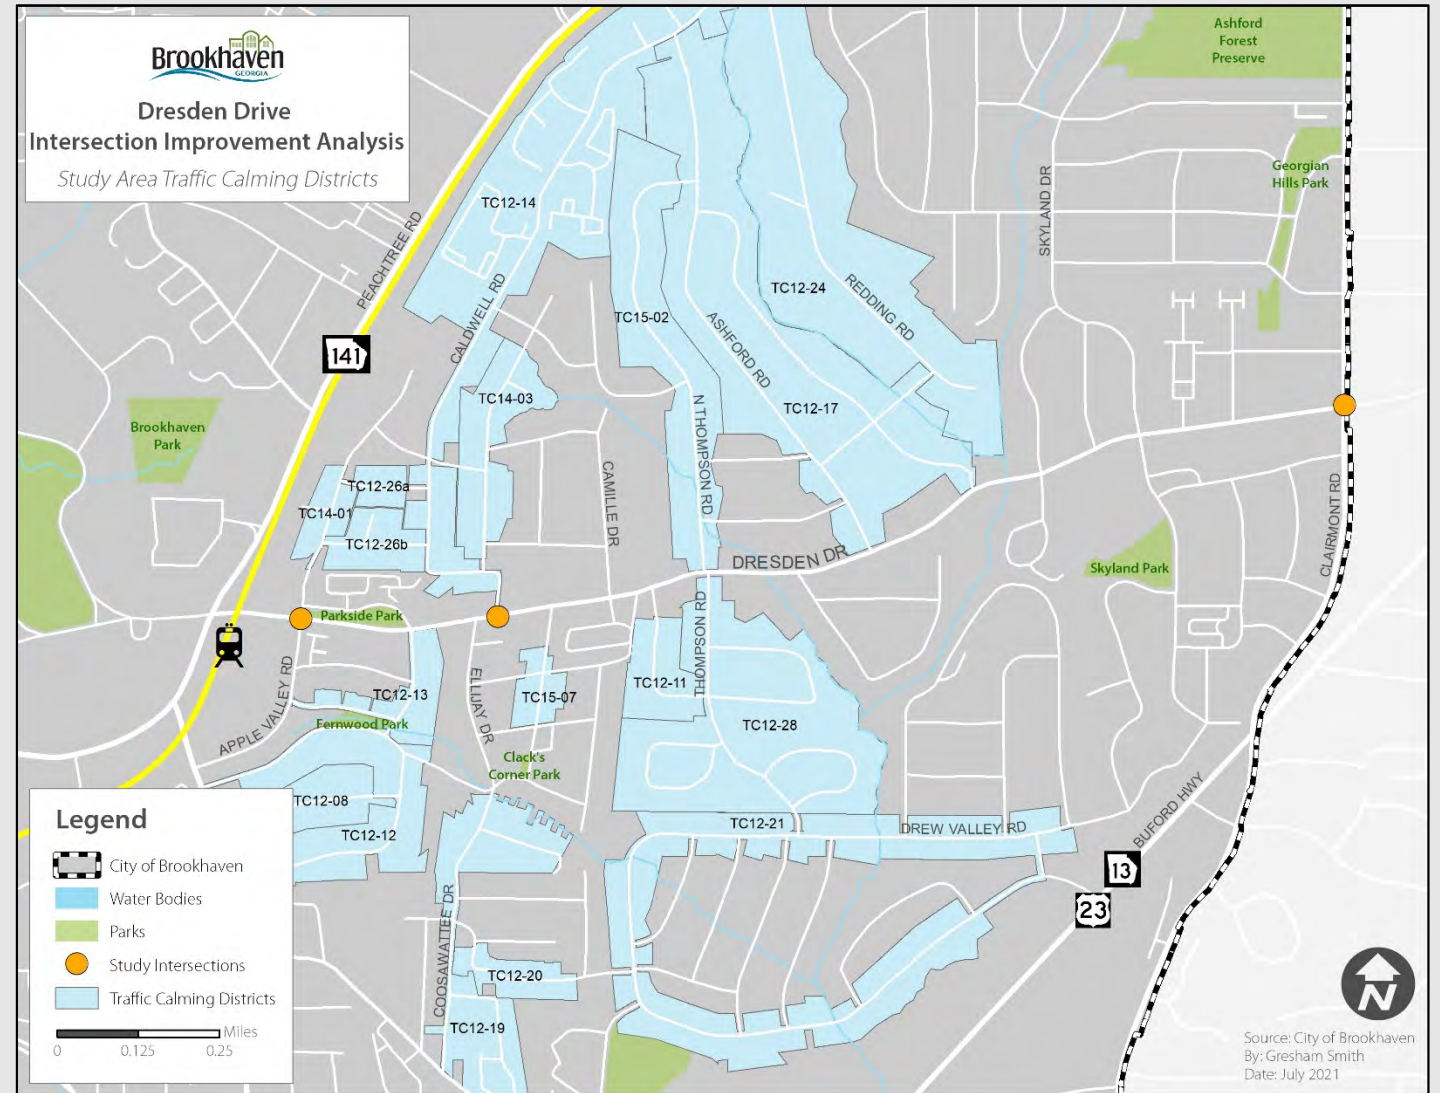 Brookhaven
GEORGIA
Dresden Drive
Intersection Improvement Analysis
Study Area Traffic Calming Districts
Ashford
Forest
Preserve
Georgian
Hills Park
SKYLAND DR
TC12-14
PEACHTREE RD
141
CALDWELL RD
TC15-02
TC12-24
REDDING RD
ASHFORD RD
TC14-03
TC12-17
N THOMPSON RD
Brookhaven
Park
CAMILLE DR
TC12-26a
TC14-01
TC12-26b
DRESDEN DR
CLAIRMONT RD
Skyland Park
Parkside Park
THOMPSON RD
APPLE VALLEY RD
TC12-13
ELLIJAY DR
TC15-07
TC12-11
Fernwood Park
TC12-28
Clack's
Corner Park
TC12-08
TC12-12
TC12-21
DREW VALLEY RD
BUFORD HWY
13
23
COOSAWATTEE DR
TC12-20
TC12-19
Legend
City of Brookhaven
Water Bodies
Parks
Study Intersections
Traffic Calming Districts
Miles
0 0.125 0.25
N
Source: City of Brookhaven
By: Gresham Smith
Date: July 2021